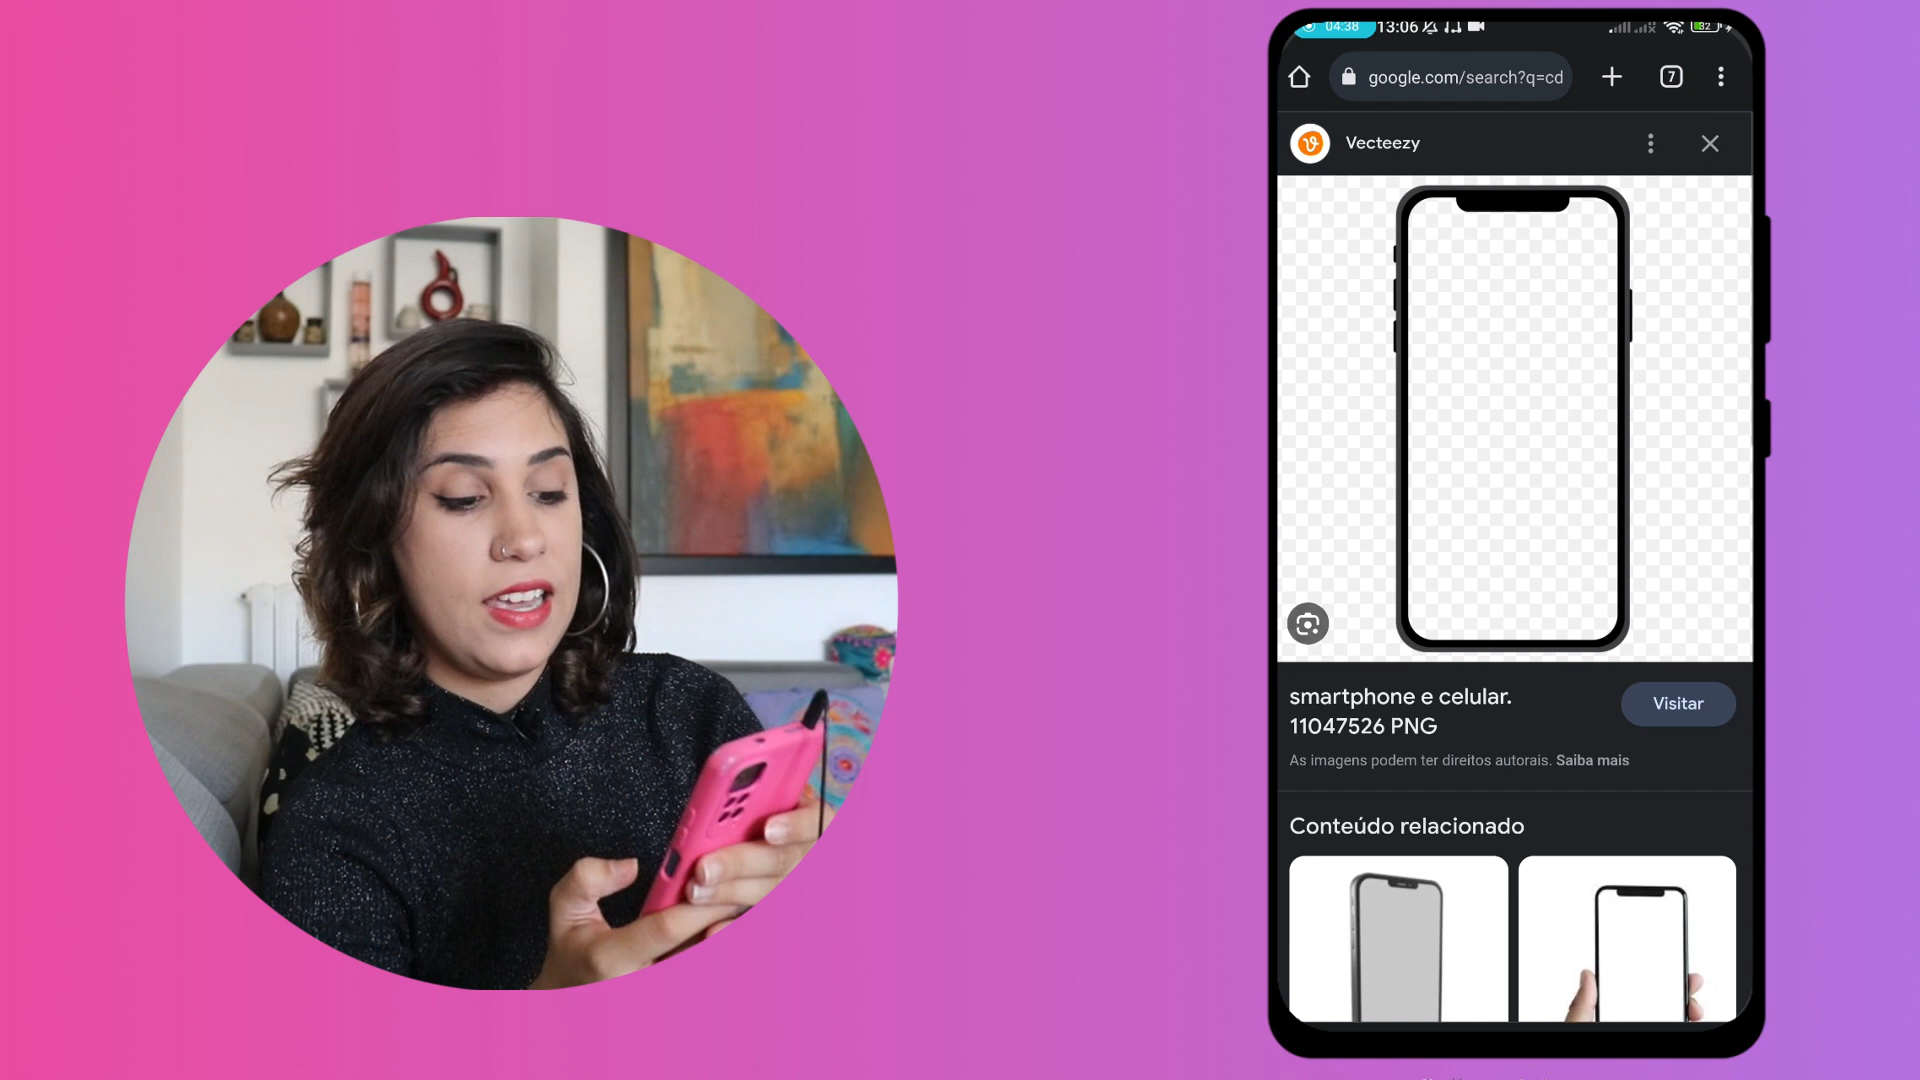 04:38 13:06 32
google.com/search?q=cd 7
Vecteezy
smartphone e celular.
11047526 PNG
Visitar
As imagens podem ter direitos autorais. Saiba mais
Conteúdo relacionado